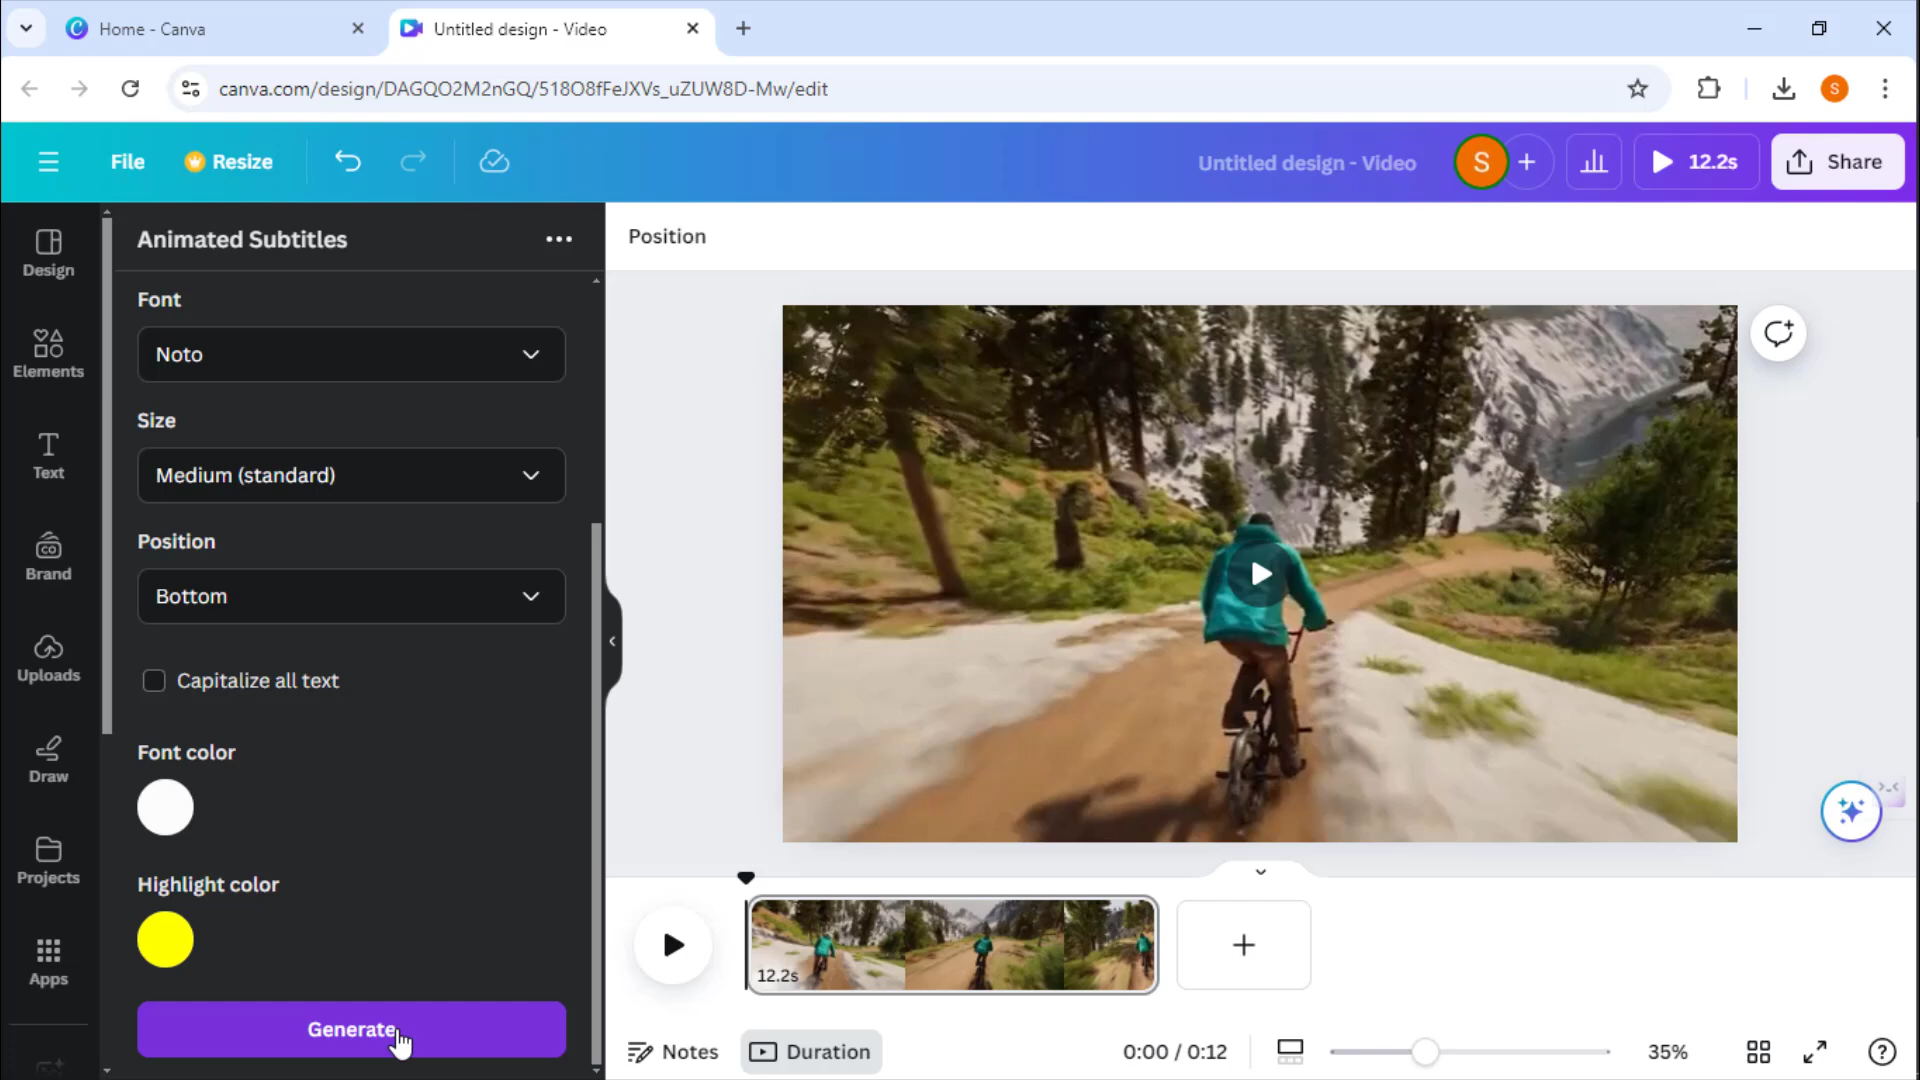 Home - Canva
Untitled design - Video
canva.com/design/DAGQO2M2nGQ/518O8fFeJXVs_uZUW8D-Mw/edit
S
File
Resize
Untitled design - Video
S
12.2s
Share
Design
Elements
Text
Brand
Uploads
Draw
Projects
Apps
Animated Subtitles
Font
Noto
Size
Medium (standard)
Position
Bottom
Capitalize all text
Font color
Highlight color
Generate
Position
12.2s
Notes
Duration
0:00 / 0:12
35%